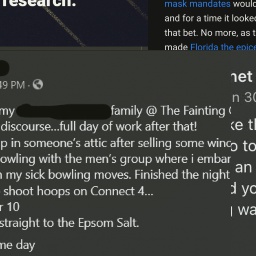 research.
mask mandates would
and for a time it looked
that bet. No more, as t
made Florida the epice
49 PM ·
my family @ The Fainting
discourse...full day of work after that!
p in someone's attic after selling some winc
owling with the men's group where i embar
my sick bowling moves. Finished the night
shoot hoops on Connect 4...
r 10
straight to the Epsom Salt.
me day
net
n 30
ke th
o to
an
d yo
wa